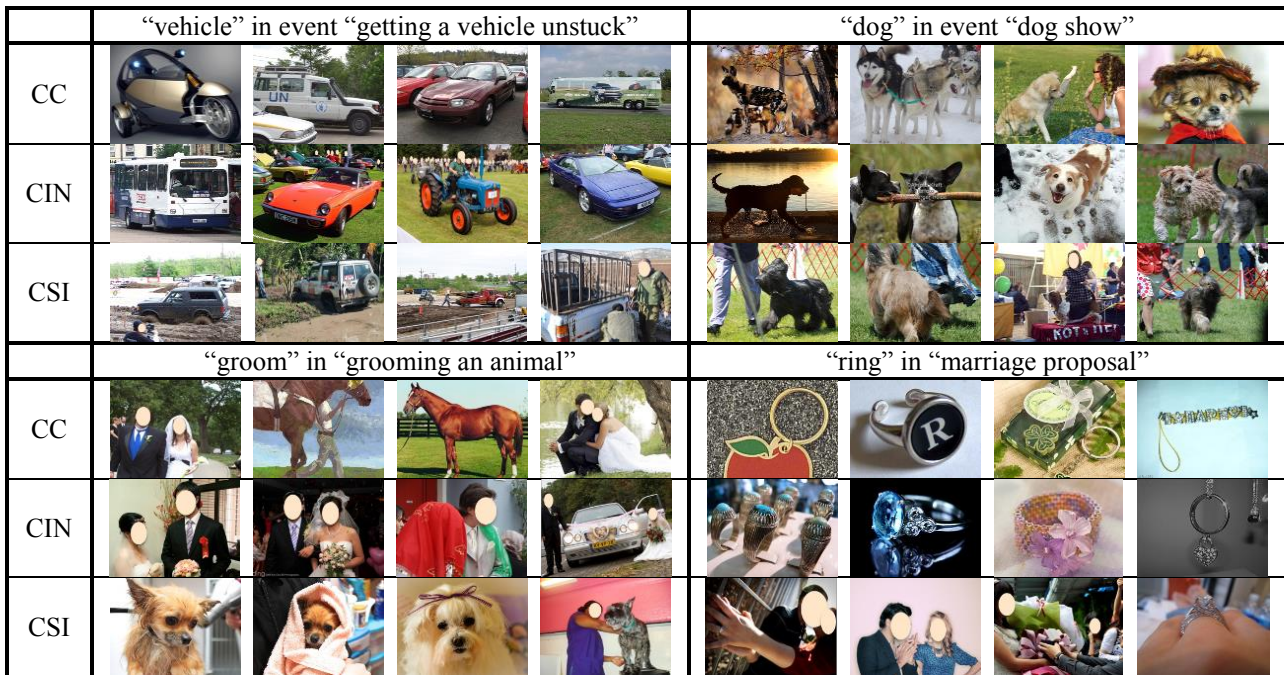 “vehicle” in event “getting a vehicle unstuck”
“dog” in event “dog show”
CC
UN
R
CIN
CSI
“groom” in “grooming an animal”
“ring” in “marriage proposal”
CC
CIN
CSI